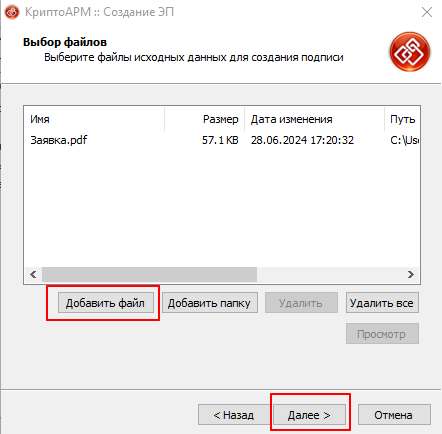 КриптоАРМ :: Создание ЭП
Выбор файлов
Выберите файлы исходных данных для создания подписи
Имя Размер Дата изменения Путь
Заявка.pdf 57.1 KB 28.06.2024 17:20:32 C:\Use
Добавить файл Добавить папку Удалить Удалить все
Просмотр
< Назад Далее > Отмена